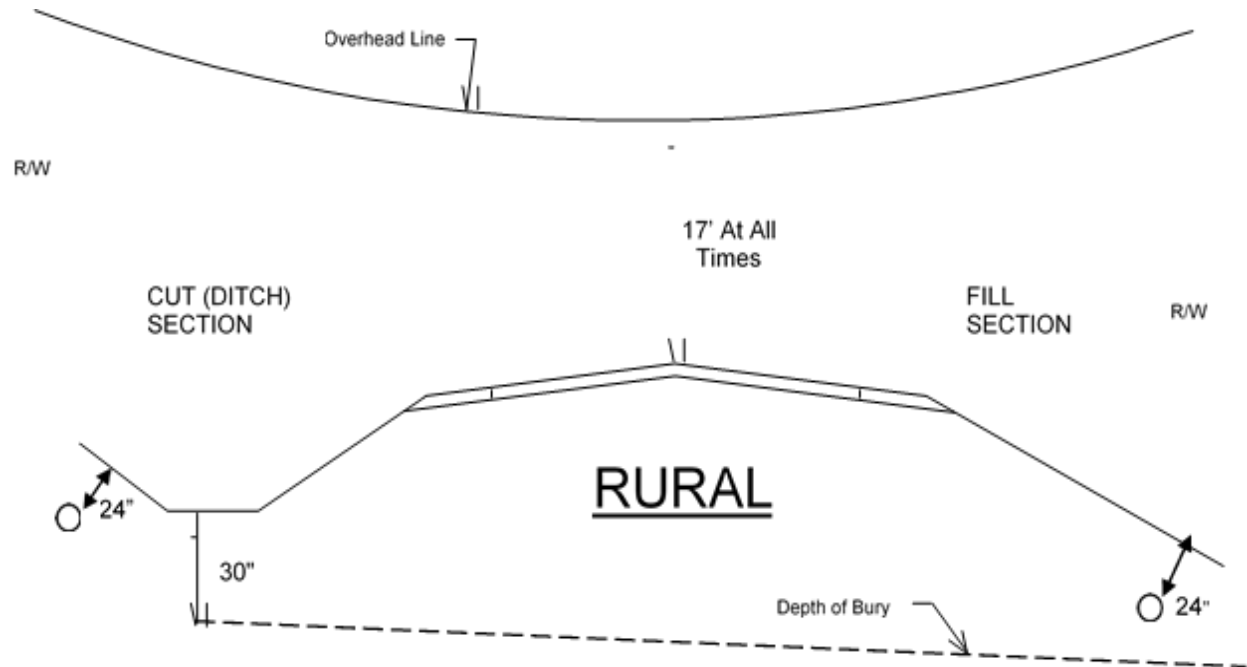 Overhead Line
R/W
17' At All
Times
CUT (DITCH)
SECTION
FILL
SECTION
R/W
RURAL
24"
24"
30"
Depth of Bury